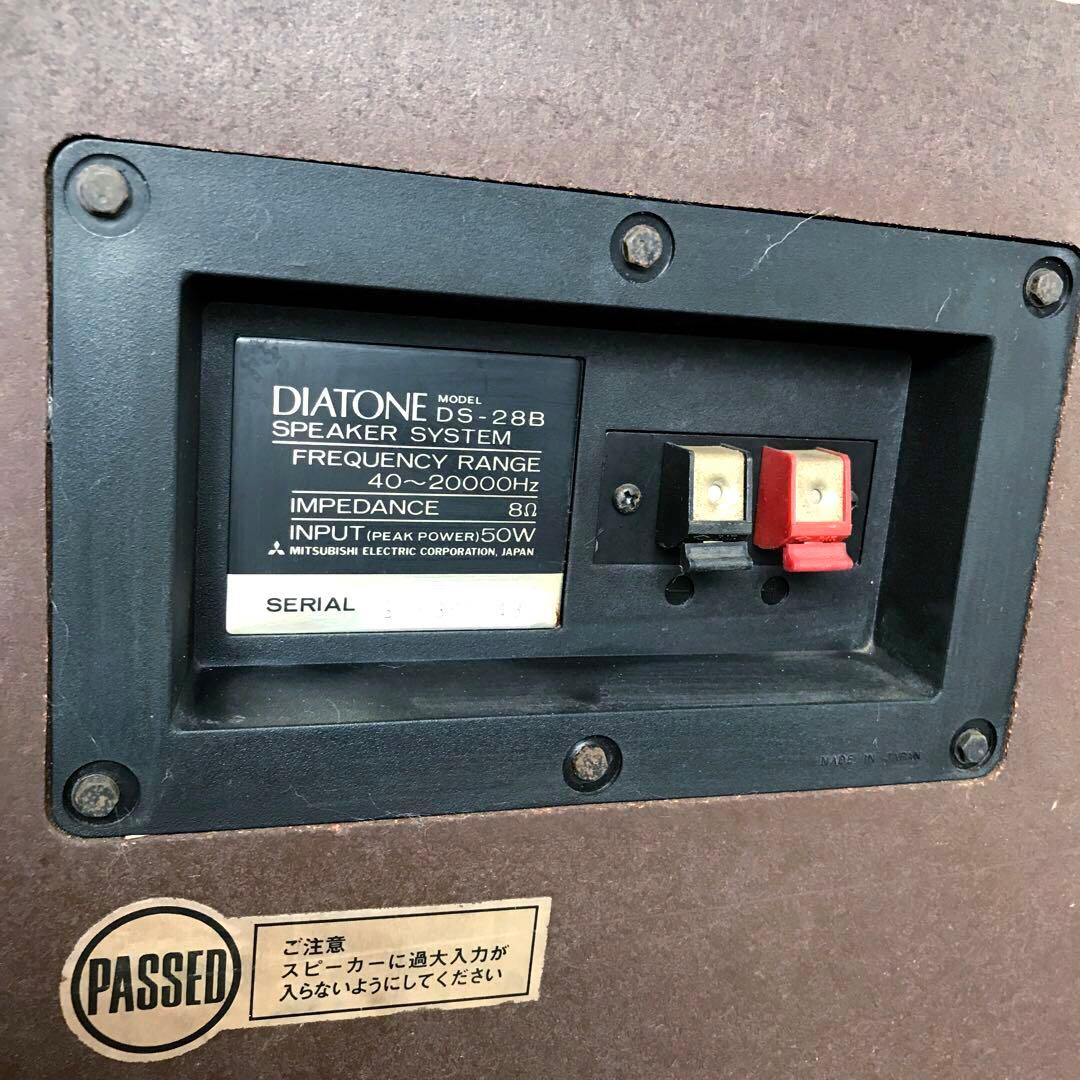 DIATONE MODEL DS-28B
SPEAKER SYSTEM
FREQUENCY RANGE
40～20000Hz
IMPEDANCE 8Ω
INPUT (PEAK POWER) 50W
MITSUBISHI ELECTRIC CORPORATION, JAPAN
SERIAL
MADE IN JAPAN
PASSED
ご注意
スピーカーに過大入力が
入らないようにしてください